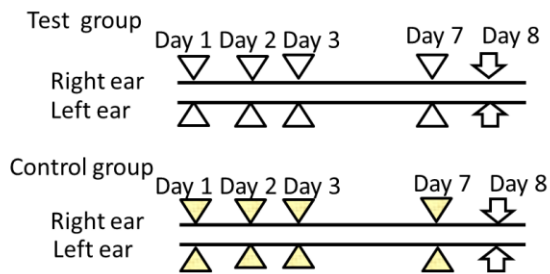 Test group
Day 1 Day 2 Day 3 Day 7 Day 8
Right ear
Left ear
Control group
Day 1 Day 2 Day 3 Day 7 Day 8
Right ear
Left ear